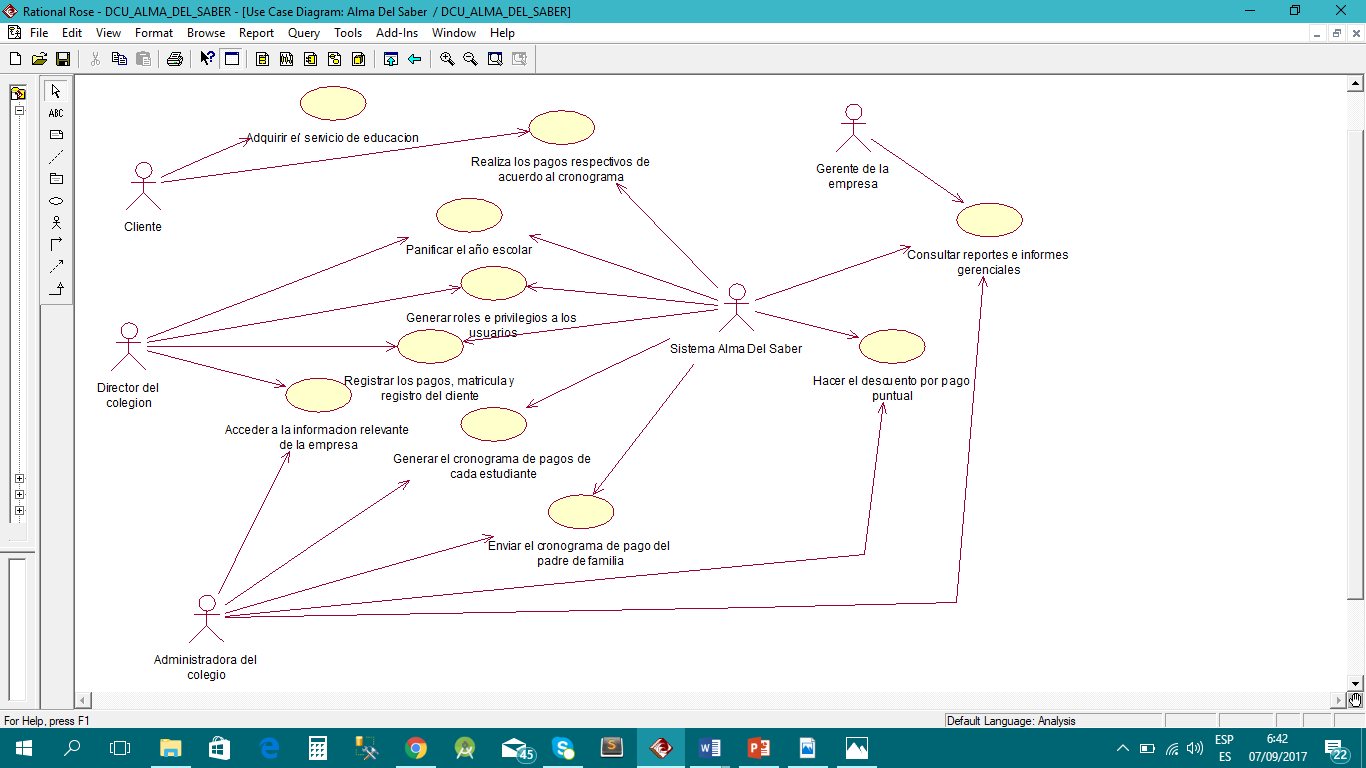 Rational Rose - DCU_ALMA_DEL_SABER - [Use Case Diagram: Alma Del Saber / DCU_ALMA_DEL_SABER]
File Edit View Format Browse Report Query Tools Add-Ins Window Help
ABC
Adquirir el servicio de educacion
Realiza los pagos respectivos de
acuerdo al cronograma
Gerente de la
empresa
Cliente
Panificar el año escolar
Consultar reportes e informes
gerenciales
Generar roles e privilegios a los
usuarios
Sistema Alma Del Saber
Director del
colegion
Registrar los pagos, matricula y
registro del cliente
Hacer el descuento por pago
puntual
Acceder a la informacion relevante
de la empresa
Generar el cronograma de pagos de
cada estudiante
Enviar el cronograma de pago del
padre de familia
Administradora del
colegio
For Help, press F1
Default Language: Analysis
45
S
ESP
ES
6:42
07/09/2017
22